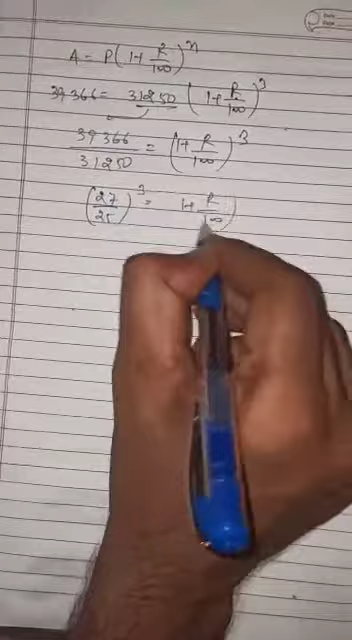 A = P(1+R/100)^n
39366 = 31250 (1+R/100)^3
39366/31250 = (1+R/100)^3
(27/25)^3 = 1+R/100)